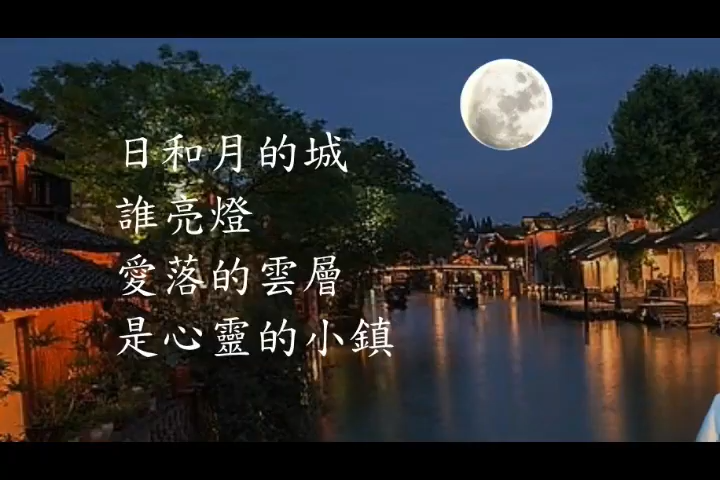 日和月的城
誰亮燈
愛落的雲層
是心靈的小鎮